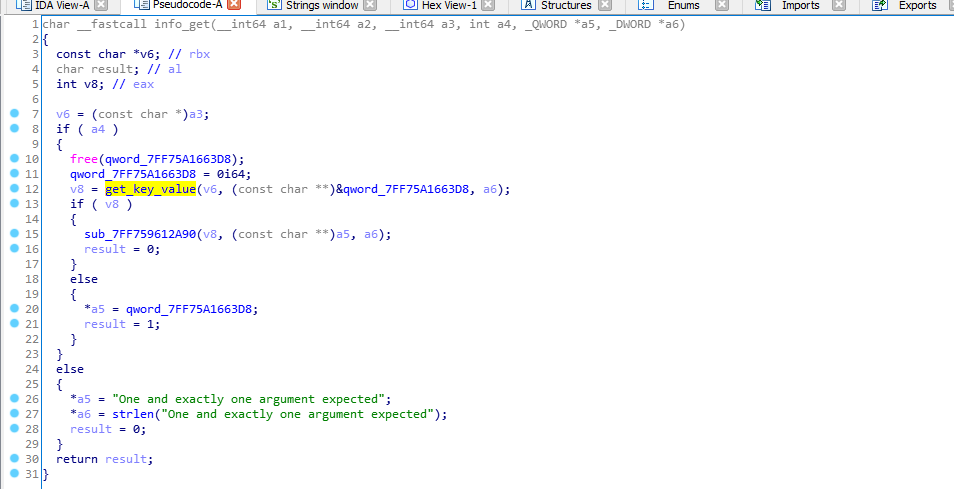 IDA View-A Pseudocode-A Strings window Hex View-1 Structures Enums Imports Exports
1 char __fastcall info_get(__int64 a1, __int64 a2, __int64 a3, int a4, _QWORD *a5, _DWORD *a6)
2 {
3 const char *v6; // rbx
4 char result; // al
5 int v8; // eax
6
7 v6 = (const char *)a3;
8 if ( a4 )
9 {
10 free(qword_7FF75A1663D8);
11 qword_7FF75A1663D8 = 0i64;
12 v8 = get_key_value(v6, (const char **)&qword_7FF75A1663D8, a6);
13 if ( v8 )
14 {
15 sub_7FF759612A90(v8, (const char **)a5, a6);
16 result = 0;
17 }
18 else
19 {
20 *a5 = qword_7FF75A1663D8;
21 result = 1;
22 }
23 }
24 else
25 {
26 *a5 = "One and exactly one argument expected";
27 *a6 = strlen("One and exactly one argument expected");
28 result = 0;
29 }
30 return result;
31 }